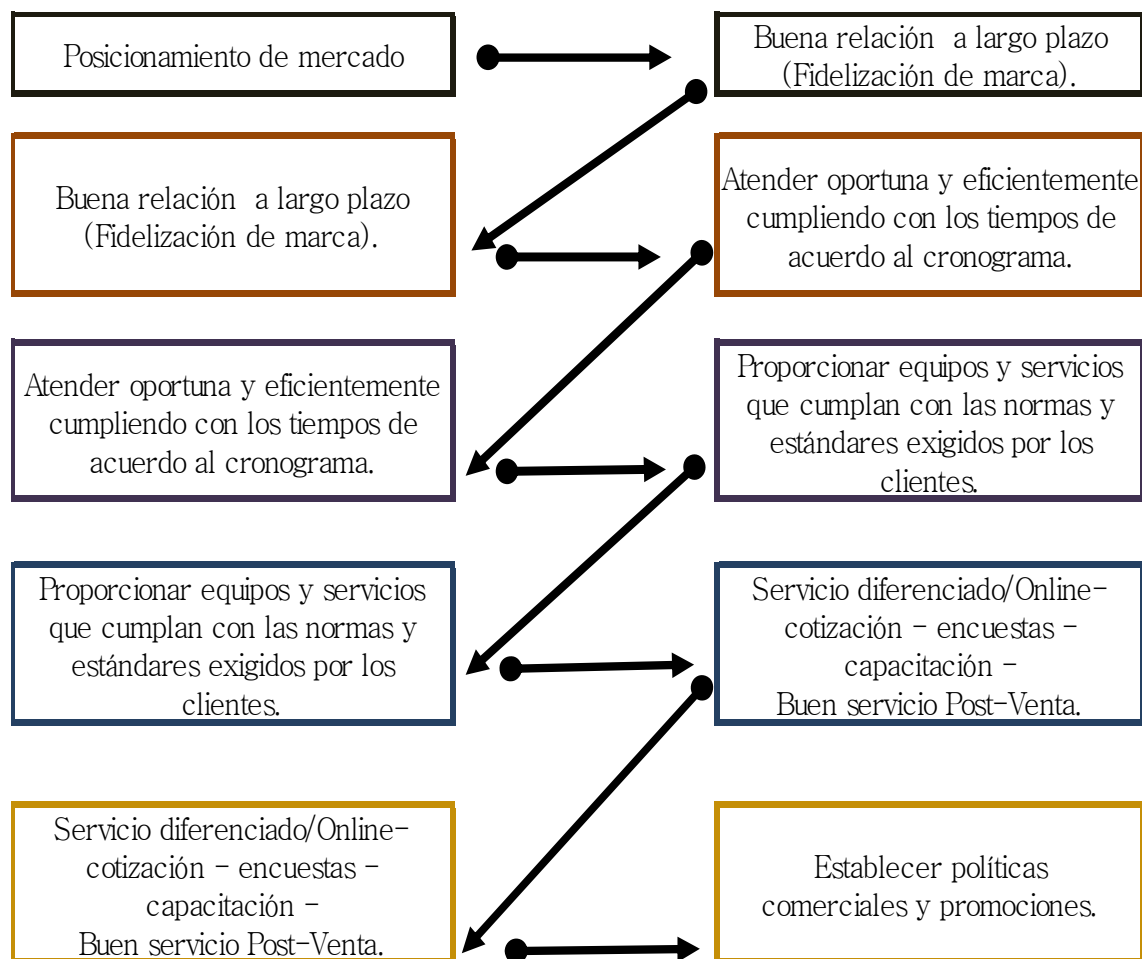 Posicionamiento de mercado
Buena relación a largo plazo
(Fidelización de marca).
Buena relación a largo plazo
(Fidelización de marca).
Atender oportuna y eficientemente
cumpliendo con los tiempos de
acuerdo al cronograma.
Atender oportuna y eficientemente
cumpliendo con los tiempos de
acuerdo al cronograma.
Proporcionar equipos y servicios
que cumplan con las normas y
estándares exigidos por los
clientes.
Proporcionar equipos y servicios
que cumplan con las normas y
estándares exigidos por los
clientes.
Servicio diferenciado/Online-
cotización - encuestas -
capacitación -
Buen servicio Post-Venta.
Servicio diferenciado/Online-
cotización - encuestas -
capacitación -
Buen servicio Post-Venta.
Establecer políticas
comerciales y promociones.